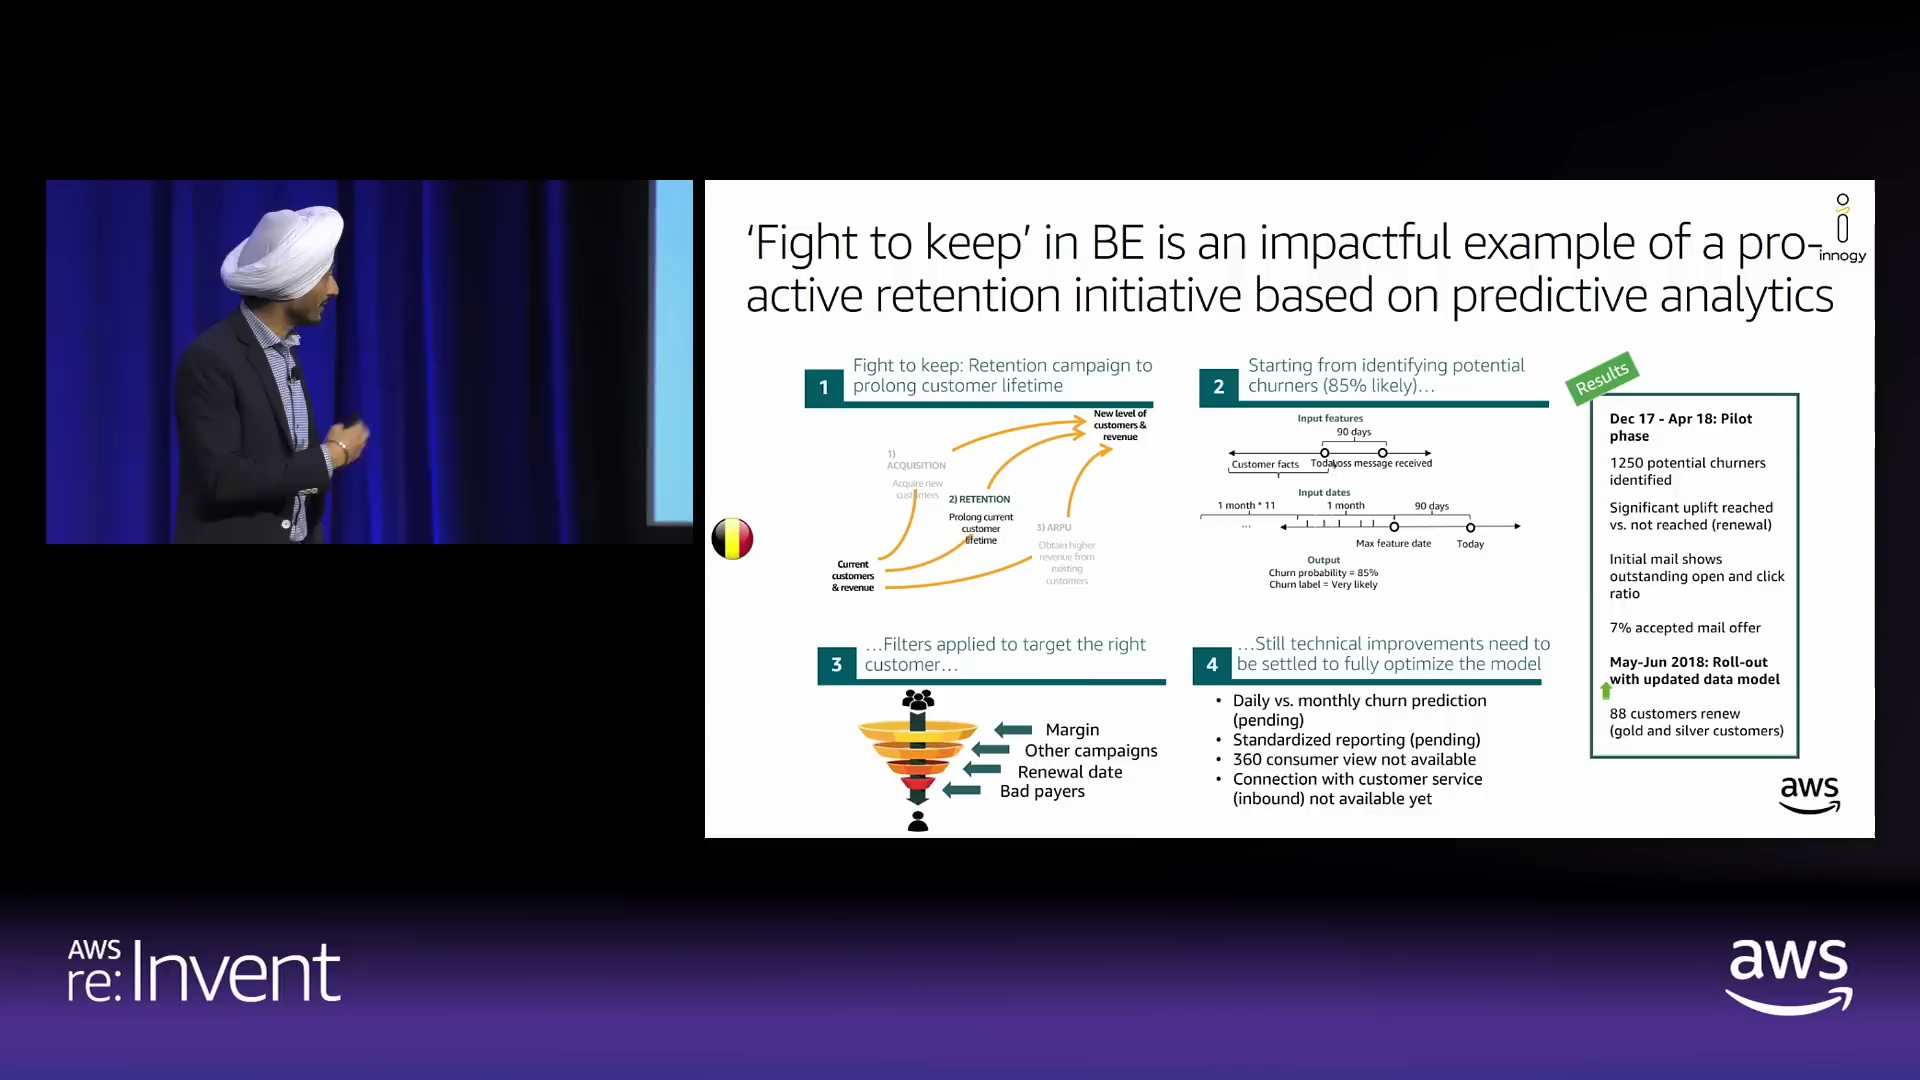 'Fight to keep' in BE is an impactful example of a pro-
active retention initiative based on predictive analytics
innogy
1
Fight to keep: Retention campaign to
prolong customer lifetime
New level of
customers &
revenue
1)
ACQUISITION
Acquire new
customers
2) RETENTION
Prolong current
customer
lifetime
3) ARPU
Obtain higher
revenue from
existing
customers
Current
customers
& revenue
2
Starting from identifying potential
churners (85% likely)...
Input features
90 days
Customer facts
Today
Loss message received
Input dates
1 month * 11
1 month
90 days
...
Max feature date
Today
Output
Churn probability = 85%
Churn label = Very likely
3
...Filters applied to target the right
customer...
Margin
Other campaigns
Renewal date
Bad payers
4
...Still technical improvements need to
be settled to fully optimize the model
• Daily vs. monthly churn prediction
(pending)
• Standardized reporting (pending)
• 360 consumer view not available
• Connection with customer service
(inbound) not available yet
Results
Dec 17 - Apr 18: Pilot
phase
1250 potential churners
identified
Significant uplift reached
vs. not reached (renewal)
Initial mail shows
outstanding open and click
ratio
7% accepted mail offer
May-Jun 2018: Roll-out
with updated data model
88 customers renew
(gold and silver customers)
aws
AWS
re:Invent
aws